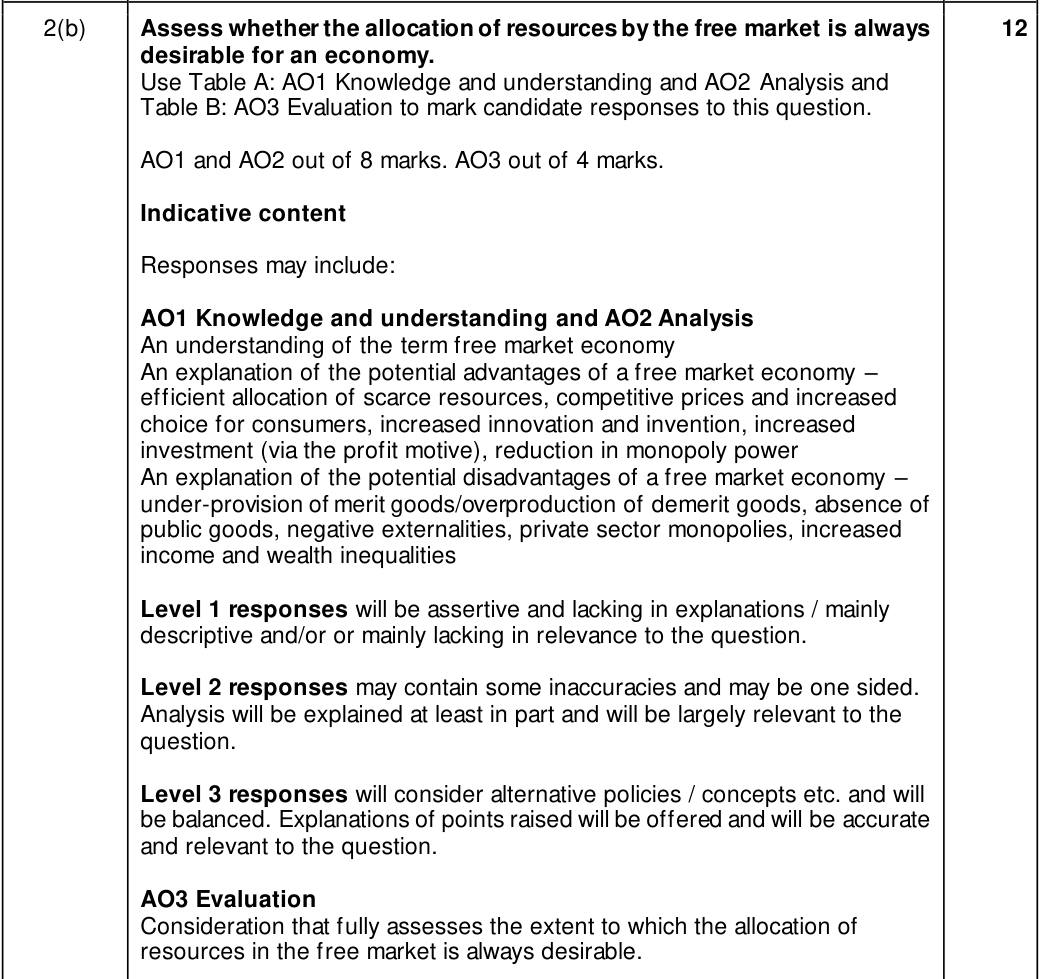 2(b)
Assess whether the allocation of resources by the free market is always
12
desirable for an economy.
Use Table A: AO1 Knowledge and understanding and AO2 Analysis and
Table B: AO3 Evaluation to mark candidate responses to this question.
AO1 and AO2 out of 8 marks. AO3 out of 4 marks.
Indicative content
Responses may include:
AO1 Knowledge and understanding and AO2 Analysis
An understanding of the term free market economy
An explanation of the potential advantages of a free market economy –
efficient allocation of scarce resources, competitive prices and increased
choice for consumers, increased innovation and invention, increased
investment (via the profit motive), reduction in monopoly power
An explanation of the potential disadvantages of a free market economy –
under-provision of merit goods/overproduction of demerit goods, absence of
public goods, negative externalities, private sector monopolies, increased
income and wealth inequalities
Level 1 responses will be assertive and lacking in explanations / mainly
descriptive and/or or mainly lacking in relevance to the question.
Level 2 responses may contain some inaccuracies and may be one sided.
Analysis will be explained at least in part and will be largely relevant to the
question.
Level 3 responses will consider alternative policies / concepts etc. and will
be balanced. Explanations of points raised will be offered and will be accurate
and relevant to the question.
AO3 Evaluation
Consideration that fully assesses the extent to which the allocation of
resources in the free market is always desirable.